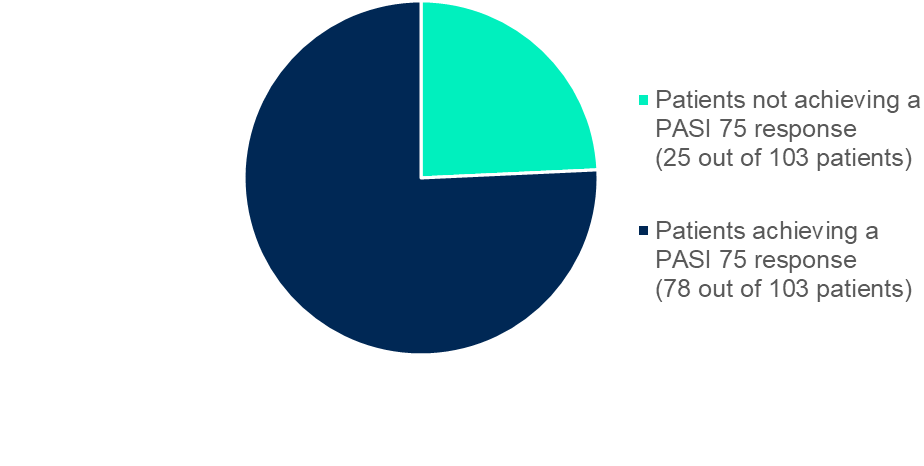 Patients not achieving a
PASI 75 response
(25 out of 103 patients)
Patients achieving a
PASI 75 response
(78 out of 103 patients)